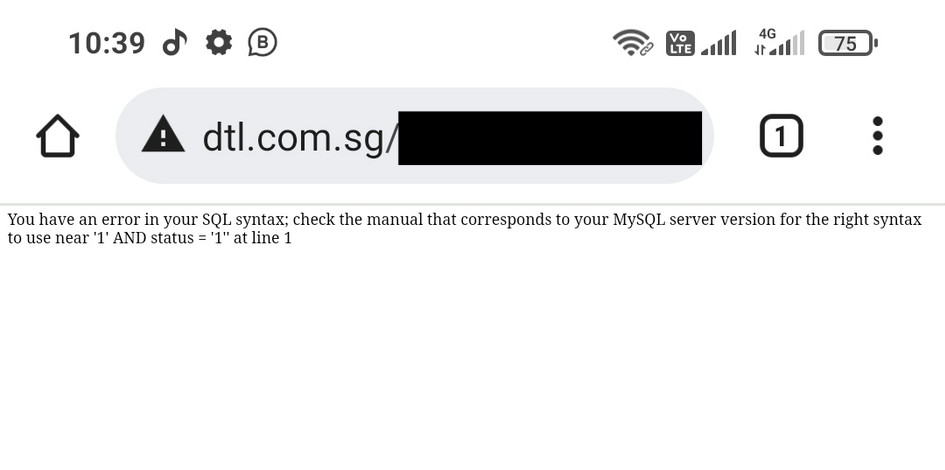 10:39 B Vo LTE 4G 75
dtl.com.sg/ 1
You have an error in your SQL syntax; check the manual that corresponds to your MySQL server version for the right syntax
to use near '1' AND status = '1'' at line 1